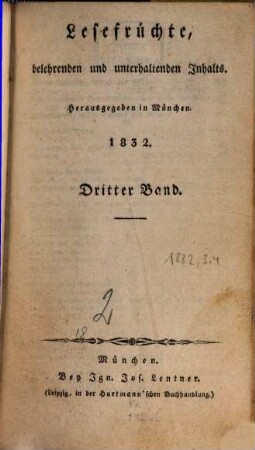 Lesefrüchte,
belehrenden und unterhaltenden Inhalts.
Herausgegeben in München.
1832.
Dritter Band.
1832,3.4
2
München.
Bey Ign. Jos. Lentner.
(Leipzig, in der Hartmann'schen Buchhandlung.)